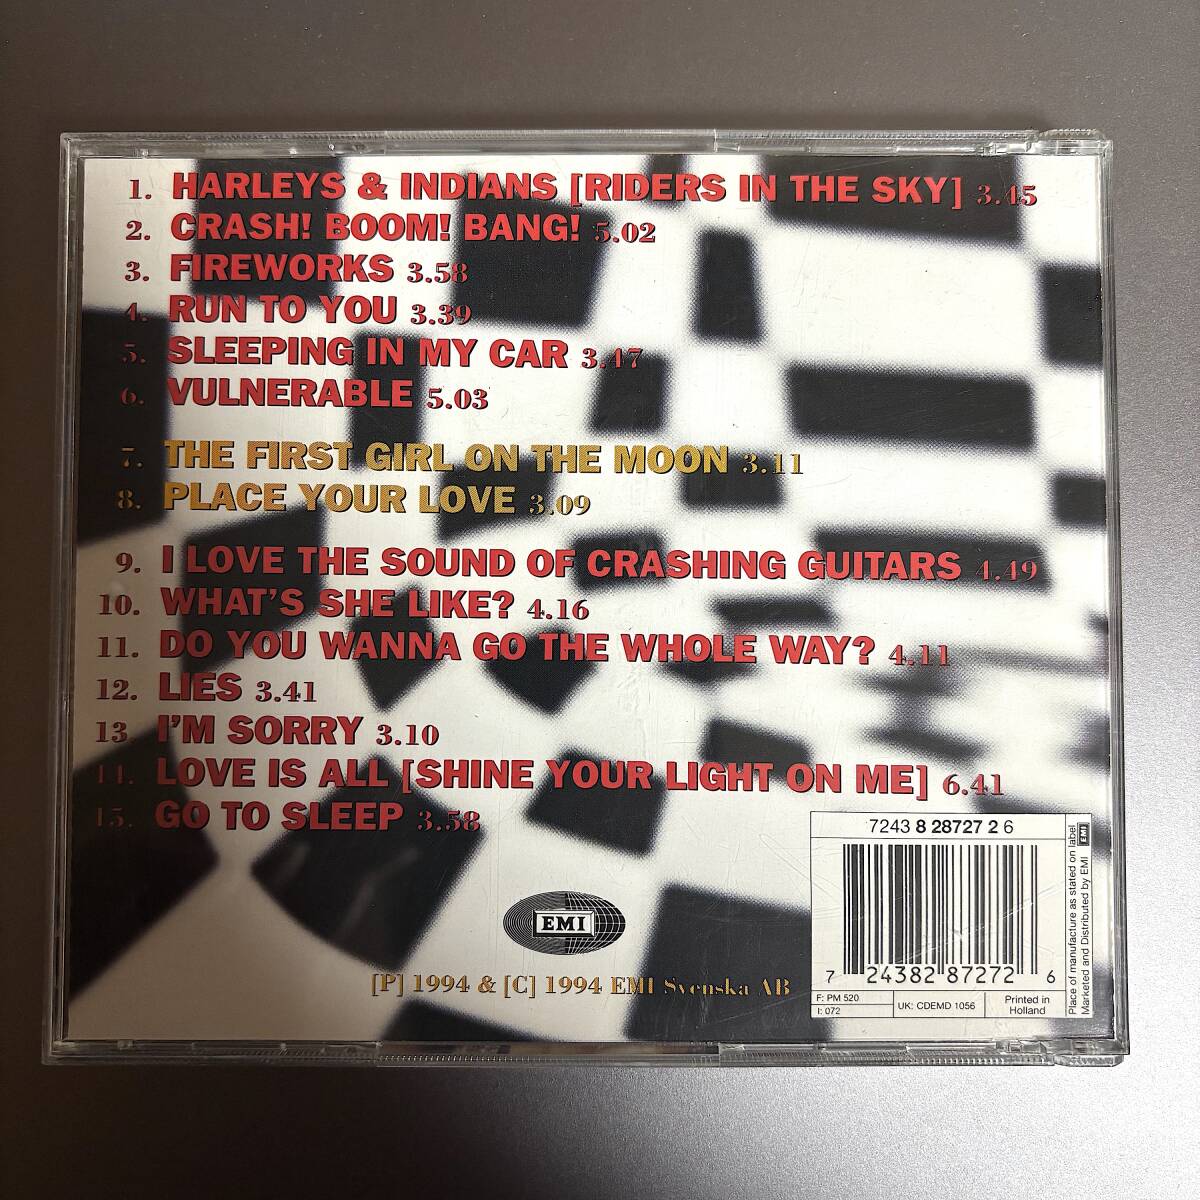 1. HARLEYS & INDIANS [RIDERS IN THE SKY] 3.45
2. CRASH! BOOM! BANG! 5.02
3. FIREWORKS 3.58
4. RUN TO YOU 3.39
5. SLEEPING IN MY CAR 3.47
6. VULNERABLE 5.03
7. THE FIRST GIRL ON THE MOON 3.11
8. PLACE YOUR LOVE 3.09
9. I LOVE THE SOUND OF CRASHING GUITARS 4.49
10. WHAT'S SHE LIKE? 4.16
11. DO YOU WANNA GO THE WHOLE WAY? 4.11
12. LIES 3.41
13. I'M SORRY 3.10
14. LOVE IS ALL [SHINE YOUR LIGHT ON ME] 6.41
15. GO TO SLEEP 3.58
EMI
[P] 1994 & [C] 1994 EMI Svenska AB
7243 8 28727 2 6
7 24382 87272 6
F: PM 520
I: 072
UK: CDEMD 1056
Printed in
Holland
Place of manufacture as stated on label
Marketed and Distributed by EMI
EMI